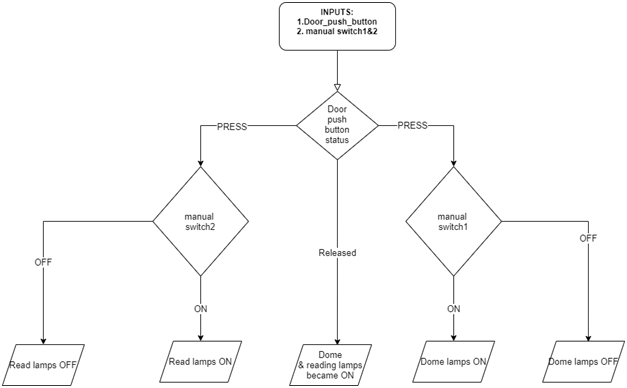 INPUTS:
1.Door_push_button
2. manual switch1&2
Door
push
button
status
PRESS
PRESS
manual
switch2
manual
switch1
OFF
Released
OFF
ON
ON
Read lamps OFF
Read lamps ON
Dome
& reading lamps
became ON
Dome lamps ON
Dome lamps OFF